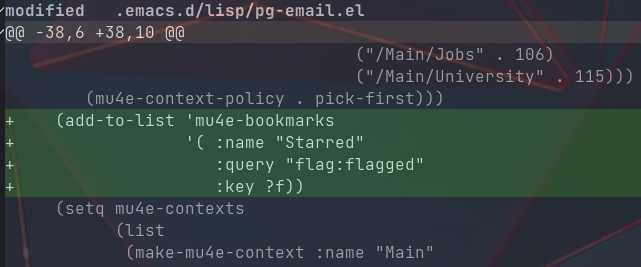 modified   .emacs.d/lisp/pg-email.el
@@ -38,6 +38,10 @@
                                   ("/Main/Jobs" . 106)
                                   ("/Main/University" . 115)))
        (mu4e-context-policy . pick-first)))
+    (add-to-list 'mu4e-bookmarks
+                 '( :name "Starred"
+                    :query "flag:flagged"
+                    :key ?f))
     (setq mu4e-contexts
           (list
            (make-mu4e-context :name "Main"